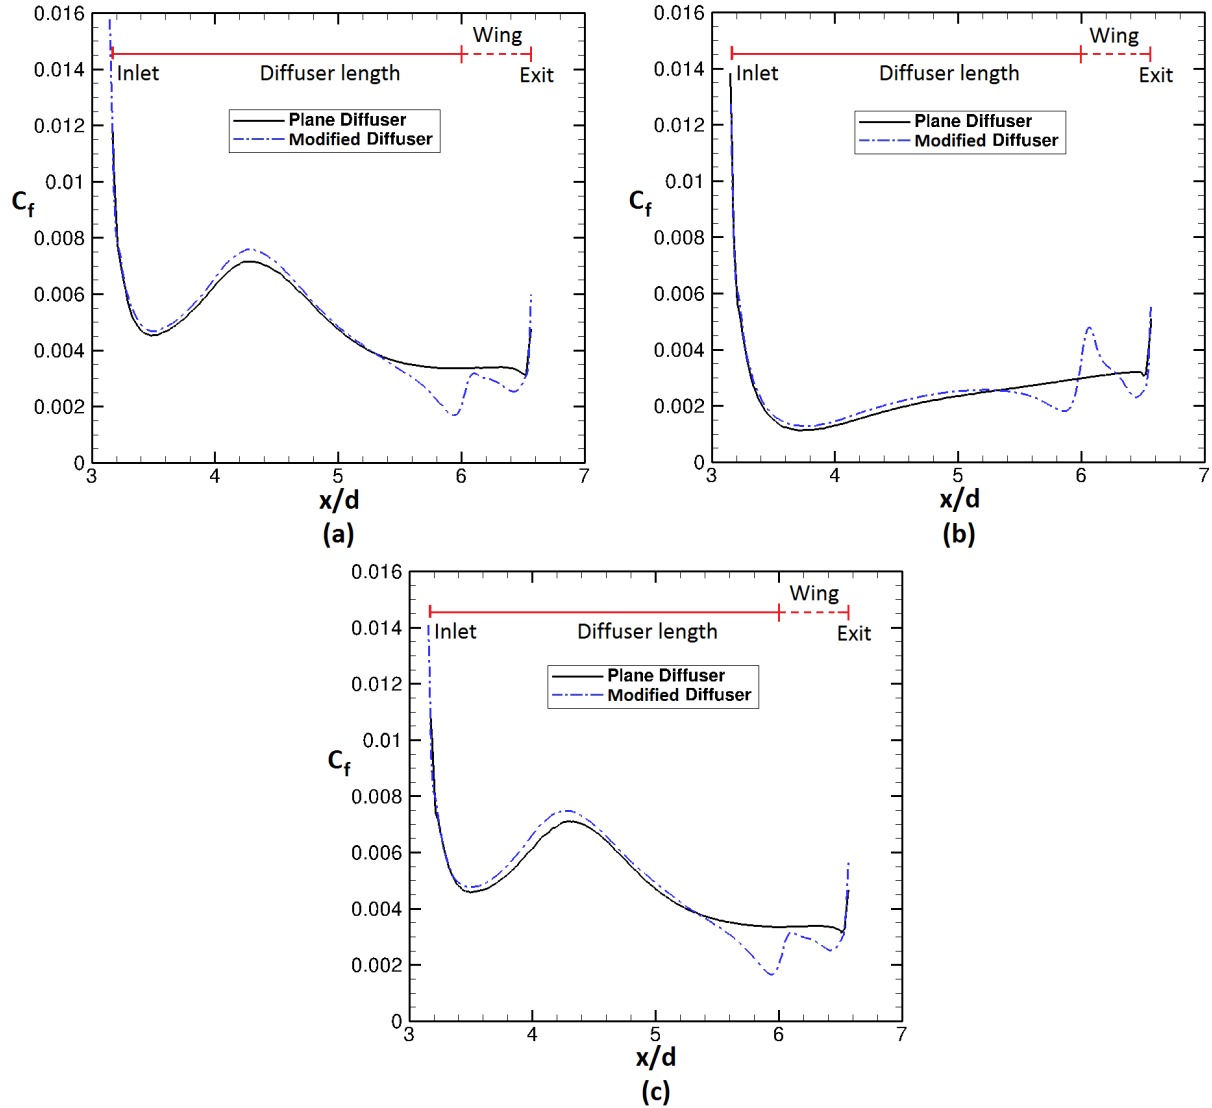 0.016
0.014
0.012
0.01
0.008
0.006
0.004
0.002
0
C_f
Wing
Inlet
Diffuser length
Exit
Plane Diffuser
Modified Diffuser
3 4 5 6 7
x/d
(a)
0.016
0.014
0.012
0.01
0.008
0.006
0.004
0.002
0
C_f
Wing
Inlet
Diffuser length
Exit
Plane Diffuser
Modified Diffuser
3 4 5 6 7
x/d
(b)
0.016
0.014
0.012
0.01
0.008
0.006
0.004
0.002
0
C_f
Wing
Inlet
Diffuser length
Exit
Plane Diffuser
Modified Diffuser
3 4 5 6 7
x/d
(c)